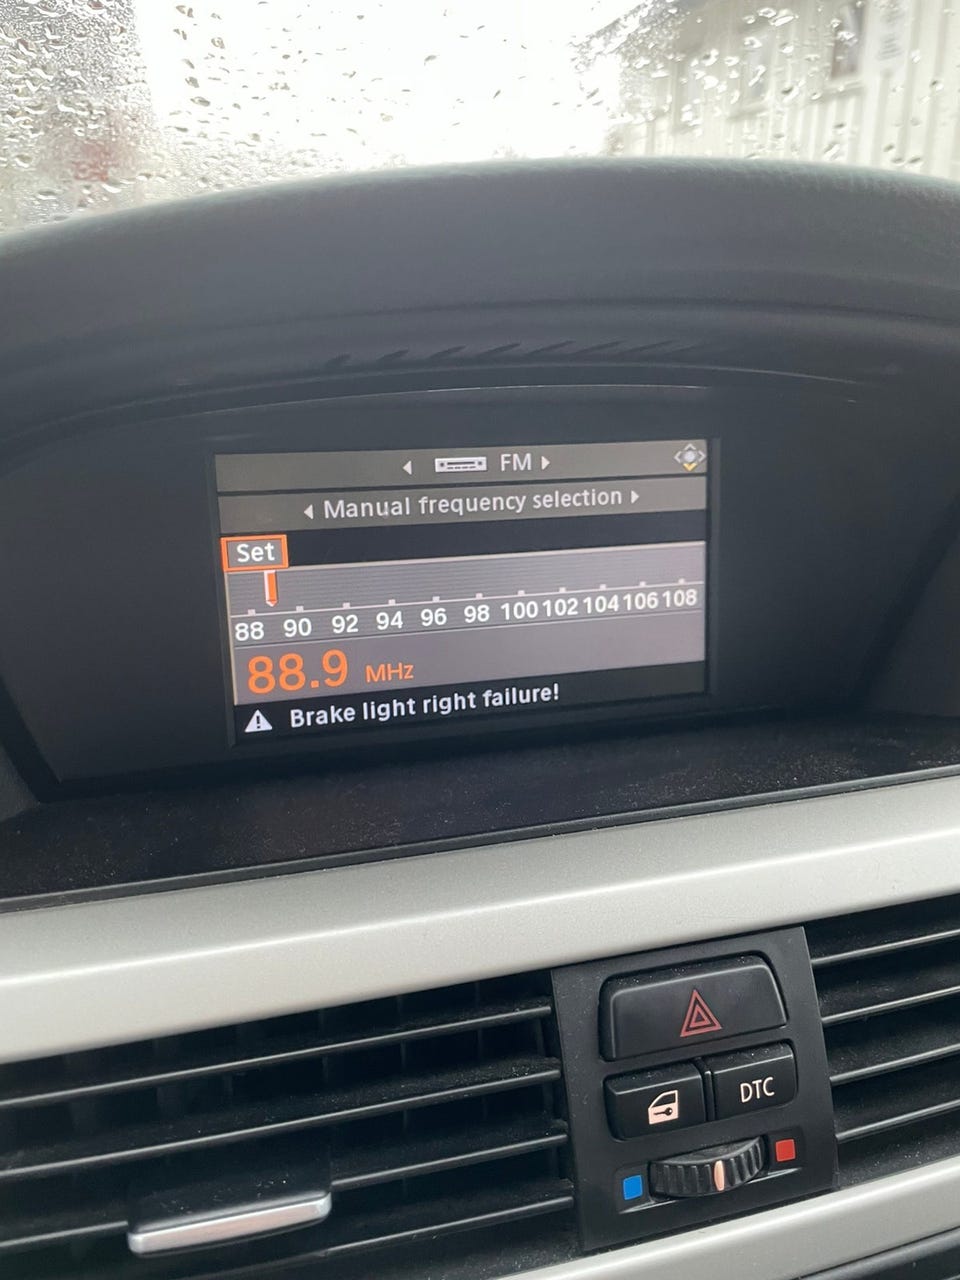 FM
Manual frequency selection
Set
88 90 92 94 96 98 100 102 104 106 108
88.9 MHz
Brake light right failure!
DTC